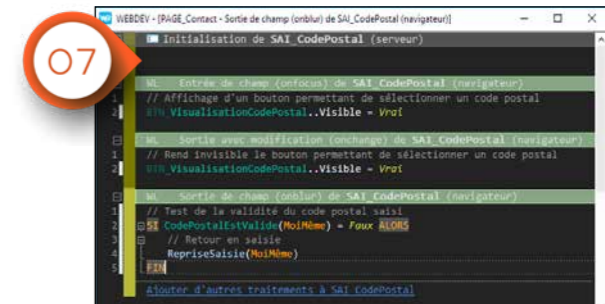 WEBDEV - [PAGE_Contact - Sortie de champ (onblur) de SAI_CodePostal (navigateur)]
07
Initialisation de SAI_CodePostal (serveur)
WL Entrée de champ (onfocus) de SAI_CodePostal (navigateur)
1 // Affichage d'un bouton permettant de sélectionner un code postal
2 BTN_VisualisationCodePostal..Visible = Vrai
WL Sortie avec modification (onchange) de SAI_CodePostal (navigateur)
1 // Rend invisible le bouton permettant de sélectionner un code postal
2 BTN_VisualisationCodePostal..Visible = Vrai
WL Sortie de champ (onblur) de SAI_CodePostal (navigateur)
1 // Test de la validité du code postal saisi
2 SI CodePostalEstValide(MoiMême) = Faux ALORS
3 // Retour en saisie
4 RepriseSaisie(MoiMême)
5 FIN
Ajouter d'autres traitements à SAI_CodePostal